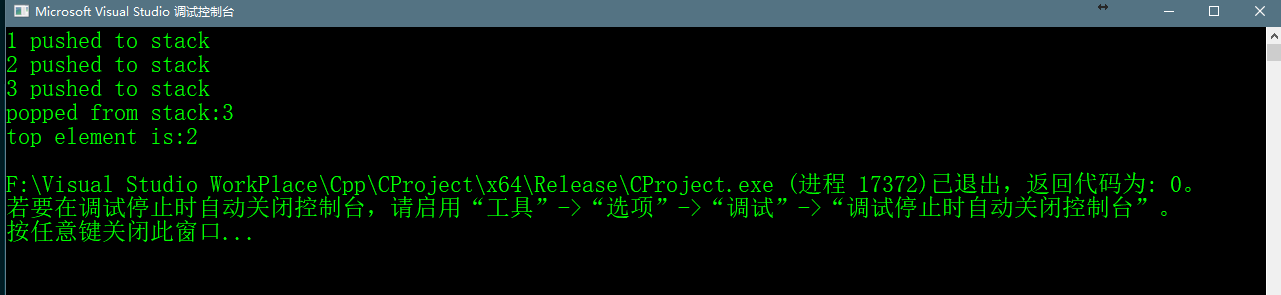 Microsoft Visual Studio 调试控制台
1 pushed to stack
2 pushed to stack
3 pushed to stack
popped from stack:3
top element is:2
F:\Visual Studio WorkPlace\Cpp\CProject\x64\Release\CProject.exe (进程 17372)已退出，返回代码为: 0。
若要在调试停止时自动关闭控制台，请启用“工具”->“选项”->“调试”->“调试停止时自动关闭控制台”。
按任意键关闭此窗口...